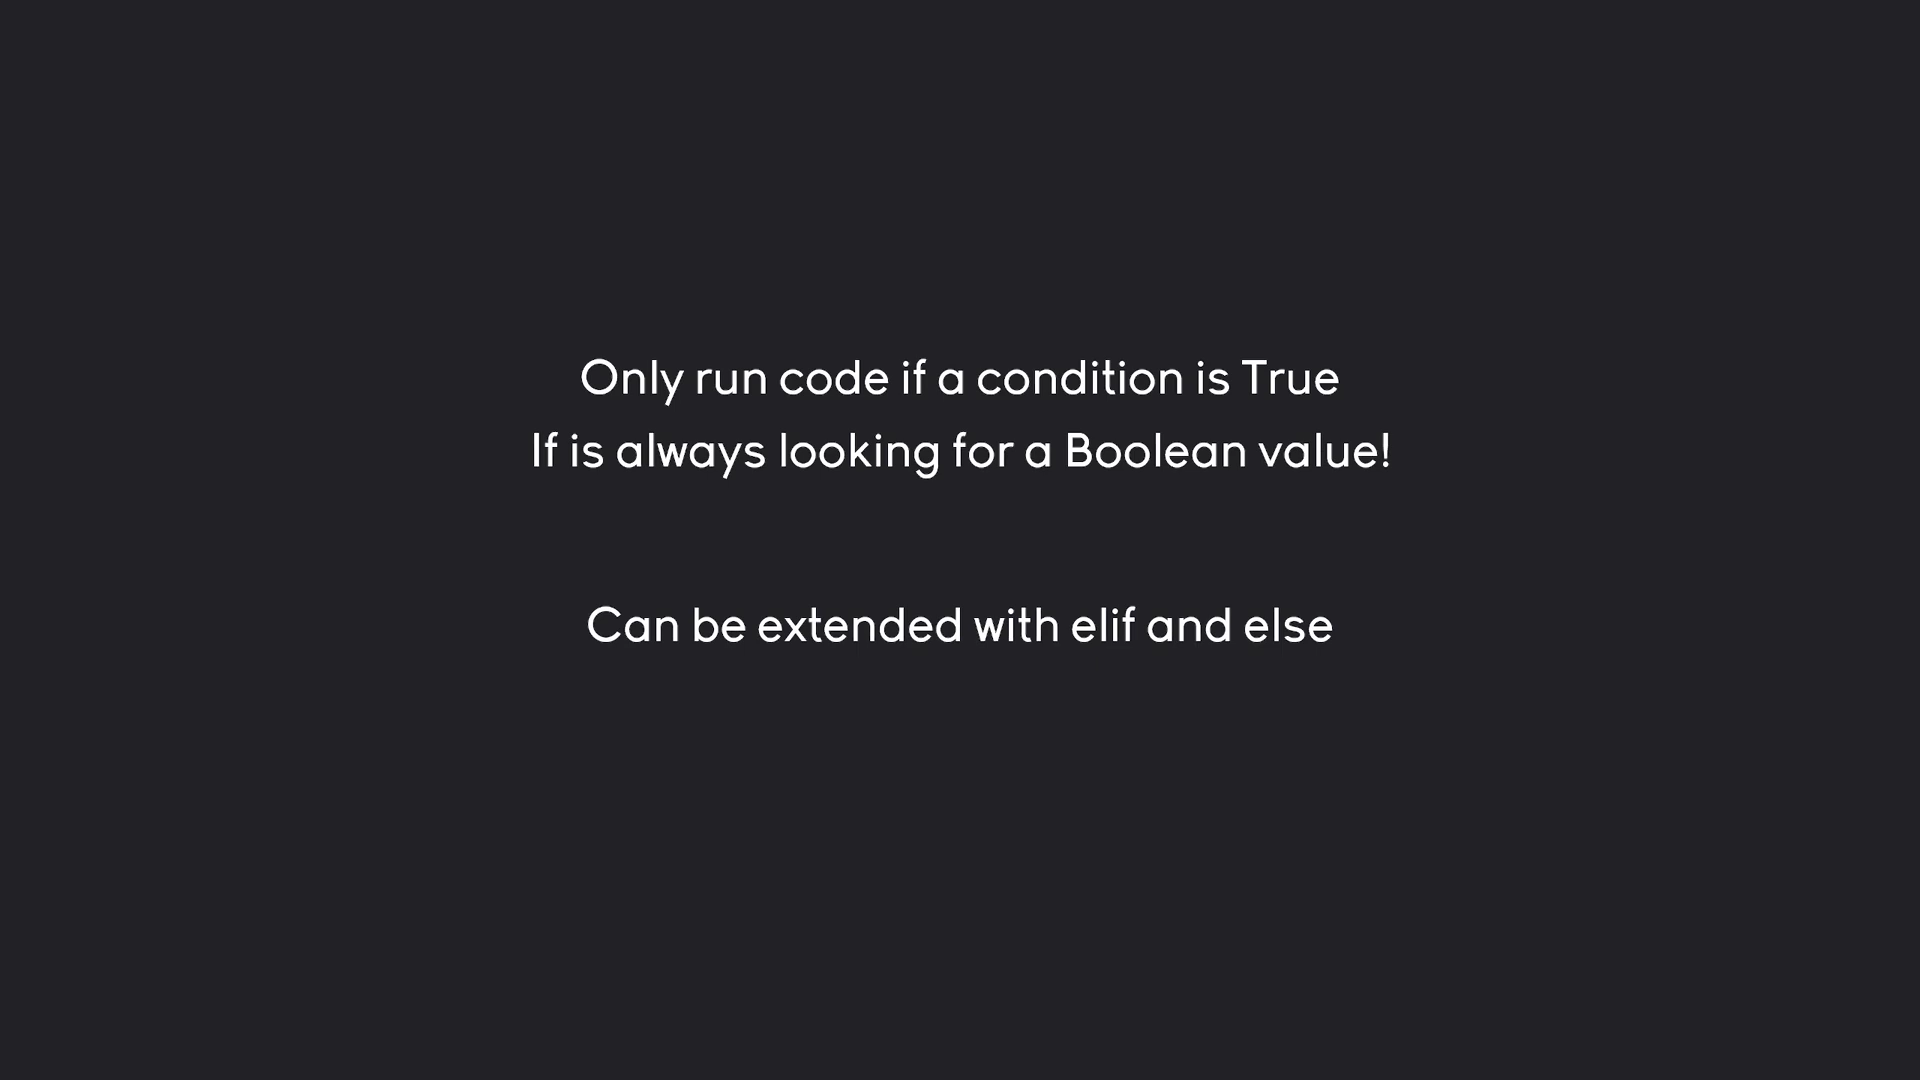 Only run code if a condition is True
If is always looking for a Boolean value!
Can be extended with elif and else